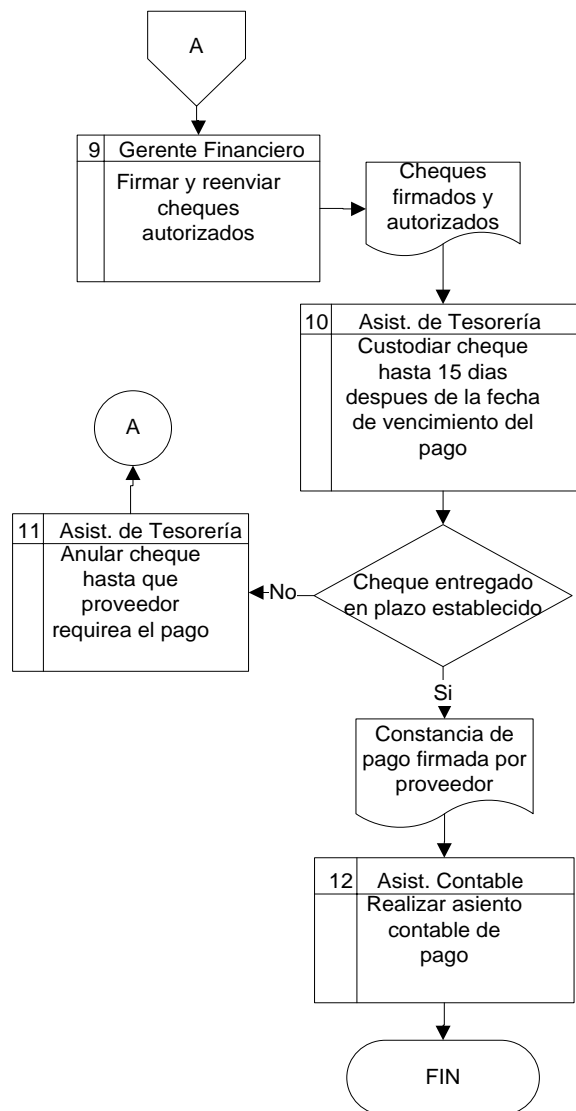 A
9 Gerente Financiero
Firmar y reenviar
cheques
autorizados
Cheques
firmados y
autorizados
10 Asist. de Tesorería
Custodiar cheque
hasta 15 dias
despues de la fecha
de vencimiento del
pago
A
11 Asist. de Tesorería
Anular cheque
hasta que
proveedor
requirea el pago
Cheque entregado
en plazo establecido
No
Si
Constancia de
pago firmada por
proveedor
12 Asist. Contable
Realizar asiento
contable de
pago
FIN